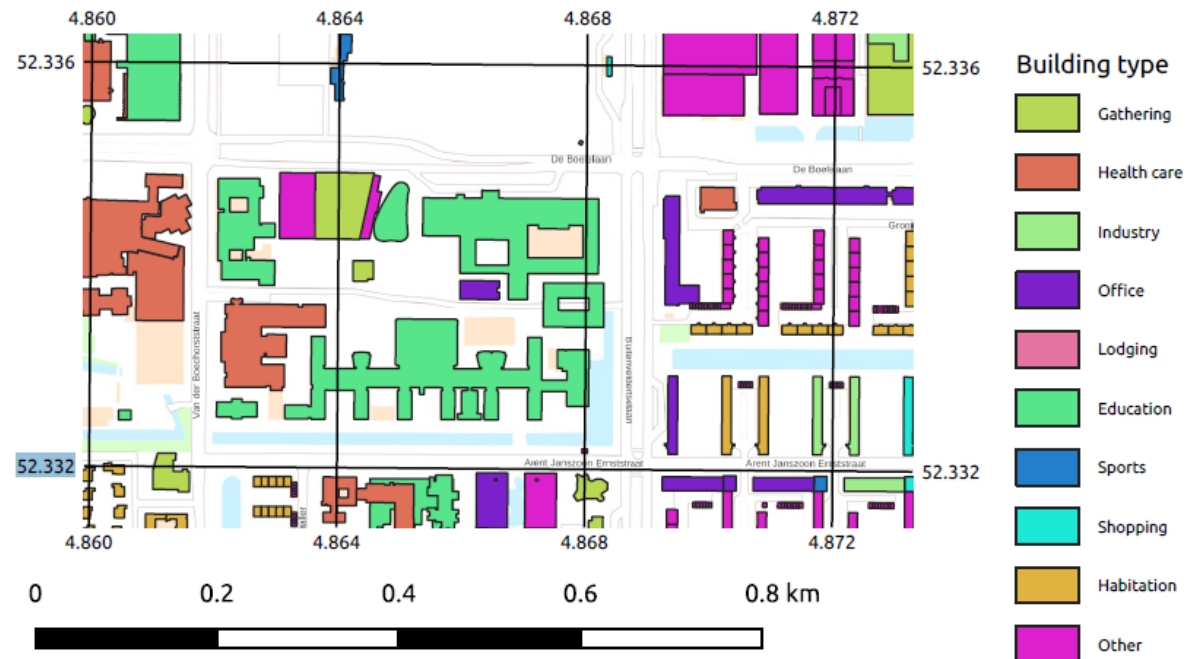 4.860 4.864 4.868 4.872
52.336 52.336
Building type
Gathering
Health care
Industry
Office
Lodging
Education
Sports
Shopping
Habitation
Other
De Boelelaan
De Boelelaan
Van der Boechorststraat
Buitenveldertselaan
Arent Janszoon Ernststraat Arent Janszoon Ernststraat
52.332 52.332
4.860 4.864 4.868 4.872
0 0.2 0.4 0.6 0.8 km